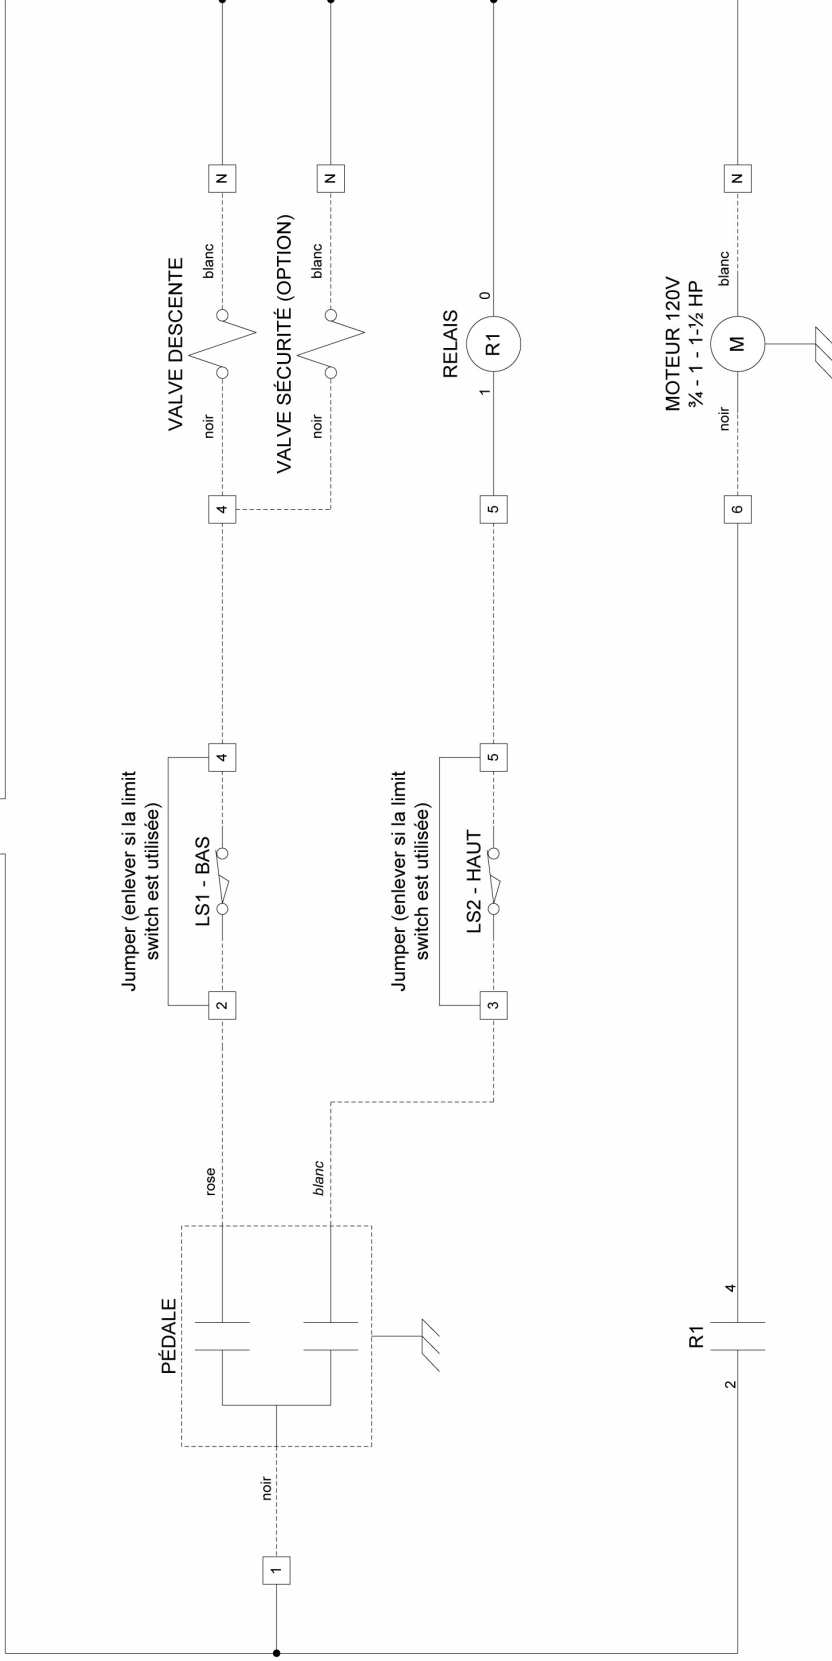 1
noir
PÉDALE
rose
blanc
2
Jumper (enlever si la limit
switch est utilisée)
LS1 - BAS
4
4
noir
VALVE DESCENTE
blanc
N
noir
VALVE SÉCURITÉ (OPTION)
blanc
N
3
Jumper (enlever si la limit
switch est utilisée)
LS2 - HAUT
5
5
1
RELAIS
R1
0
2
R1
4
6
noir
MOTEUR 120V
¾ - 1 - 1-½ HP
M
blanc
N